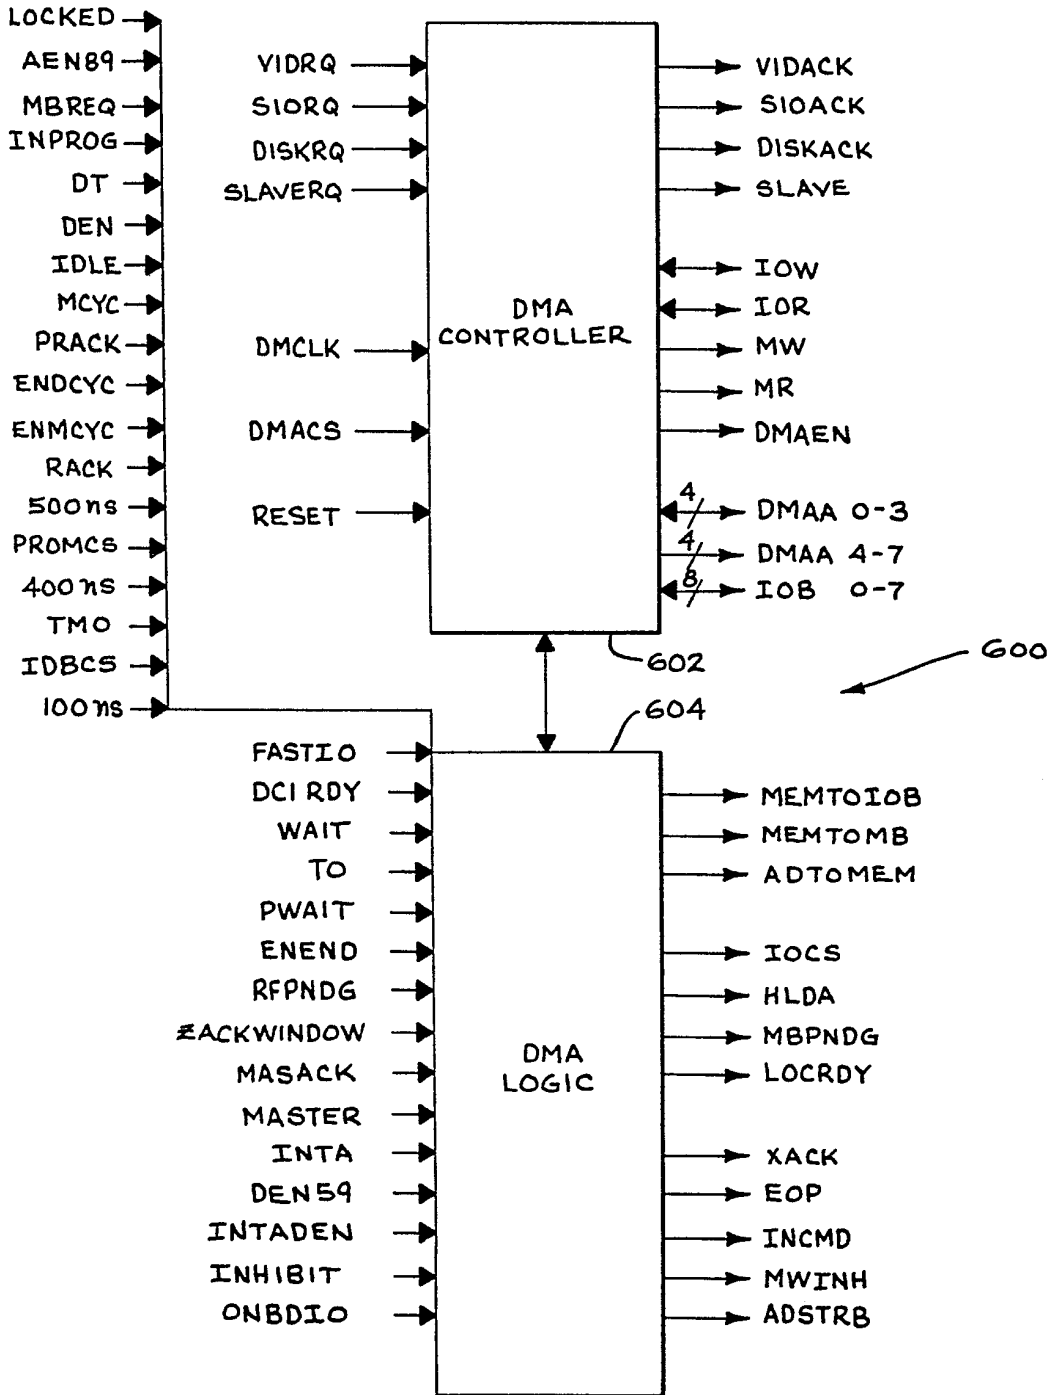 LOCKED
AEN89
MBREQ
INPROG
DT
DEN
IDLE
MCYC
PRACK
ENDCYC
ENMCYC
RACK
500ns
PROMCS
400ns
TMO
IDBCS
100ns
VIDRQ
SIORQ
DISKRQ
SLAVERQ
DMCLK
DMACS
RESET
DMA
CONTROLLER
VIDACK
SIOACK
DISKACK
SLAVE
IOW
IOR
MW
MR
DMAEN
4 DMAA 0-3
4 DMAA 4-7
8 IOB 0-7
602
600
604
FASTIO
DCIRDY
WAIT
TO
PWAIT
ENEND
RFPNDG
EACKWINDOW
MASACK
MASTER
INTA
DEN59
INTADEN
INHIBIT
ONBDIO
DMA
LOGIC
MEMTOIOB
MEMTOMB
ADTOMEM
IOCS
HLDA
MBPNDG
LOCRDY
XACK
EOP
INCMD
MWINH
ADSTRB